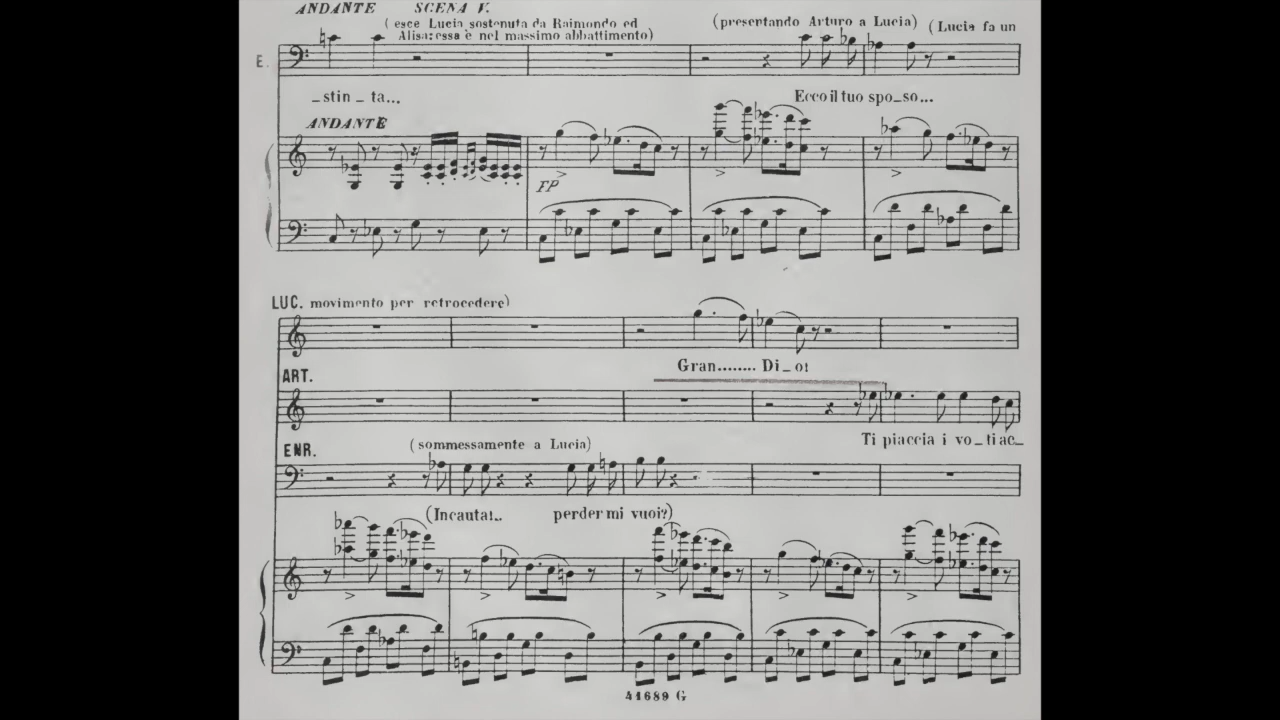 ANDANTE SCENA V.
( esce Lucia sostenuta da Raimondo ed
Alisa: essa è nel massimo abbattimento)
(presentando Arturo a Lucia) (Lucia fa un
E.
_stin_ta... Ecco il tuo spo_so...
ANDANTE
FP
LUC. movimento per retrocedere)
Gran........ Di_o!
ART.
Ti piaccia i vo_ti ac_
ENR. (sommessamente a Lucia)
(Incauta!.. perder mi vuoi?)
41689 G